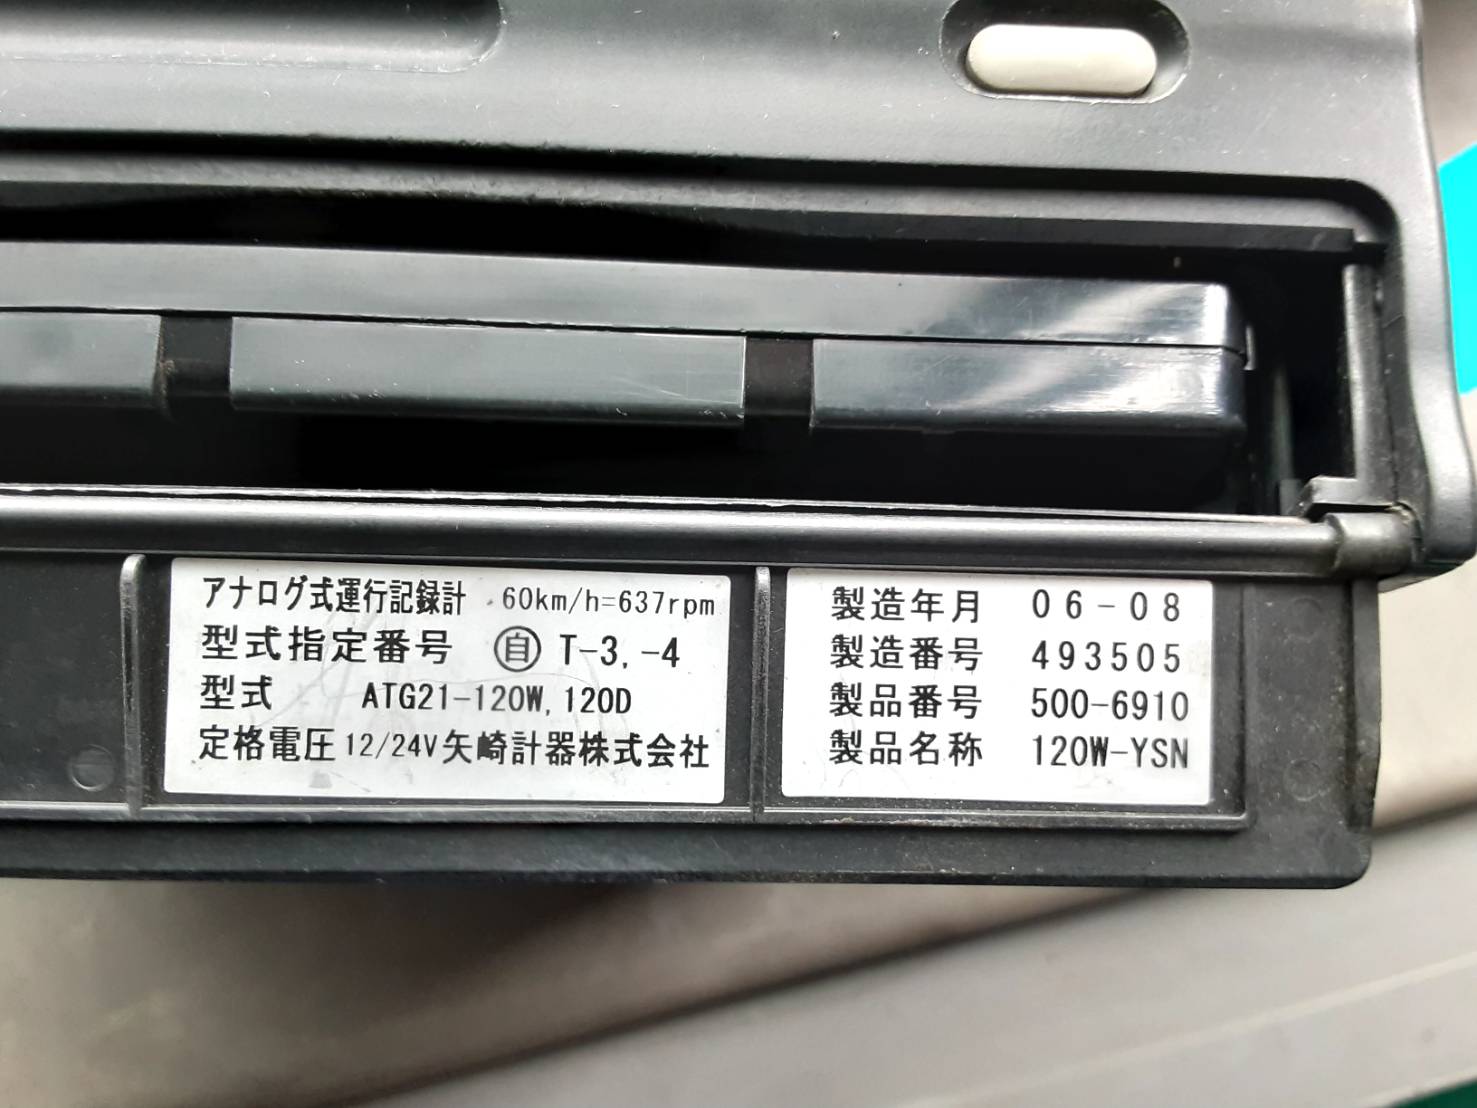 アナログ式運行記録計 60km/h=637rpm
型式指定番号 ㊀自 T-3, -4
型式 ATG21-120W, 120D
定格電圧 12/24V 矢崎計器株式会社
製造年月 06-08
製造番号 493505
製品番号 500-6910
製品名称 120W-YSN